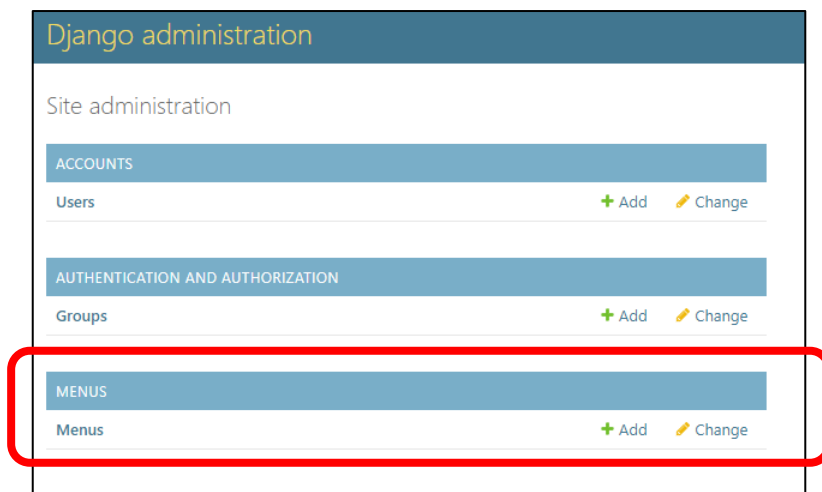 Django administration
Site administration
ACCOUNTS
Users Add Change
AUTHENTICATION AND AUTHORIZATION
Groups Add Change
MENUS
Menus Add Change